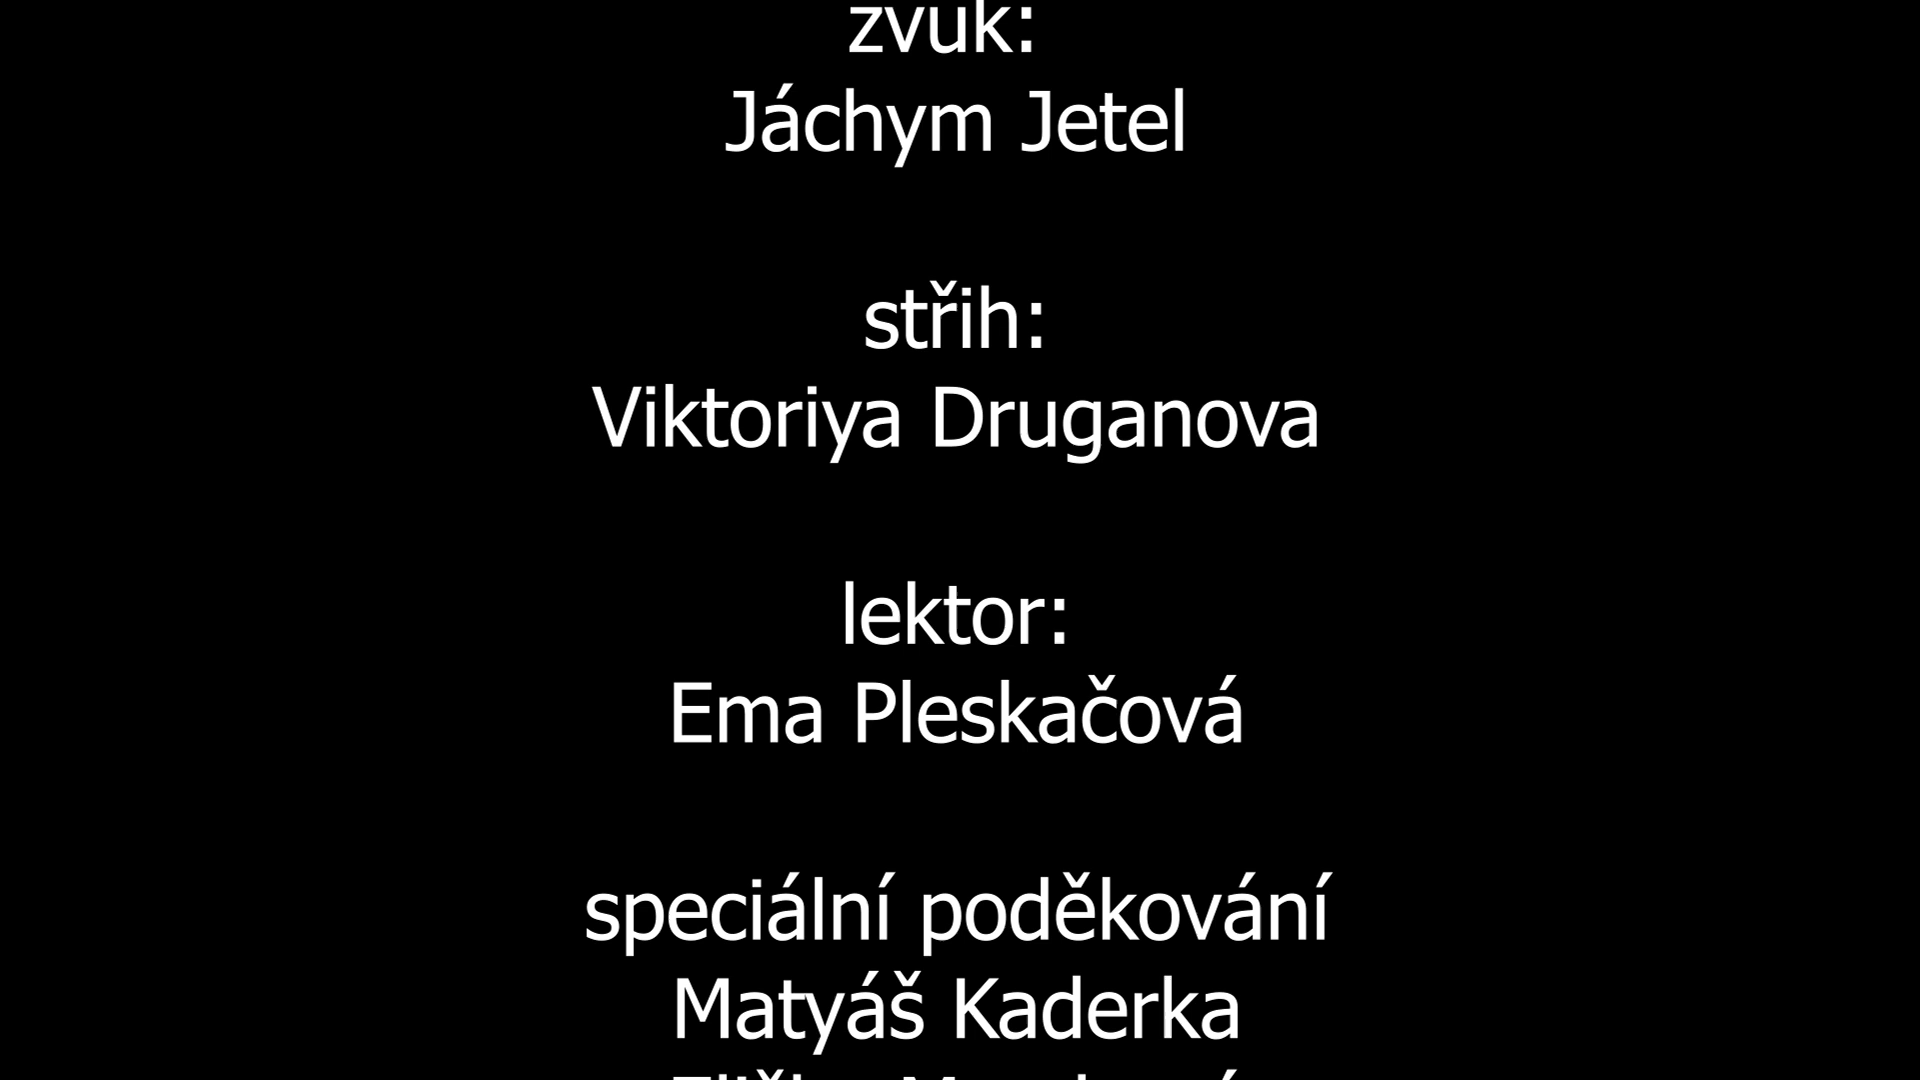 zvuk:
Jáchym Jetel
střih:
Viktoriya Druganova
lektor:
Ema Pleskačová
speciální poděkování
Matyáš Kaderka